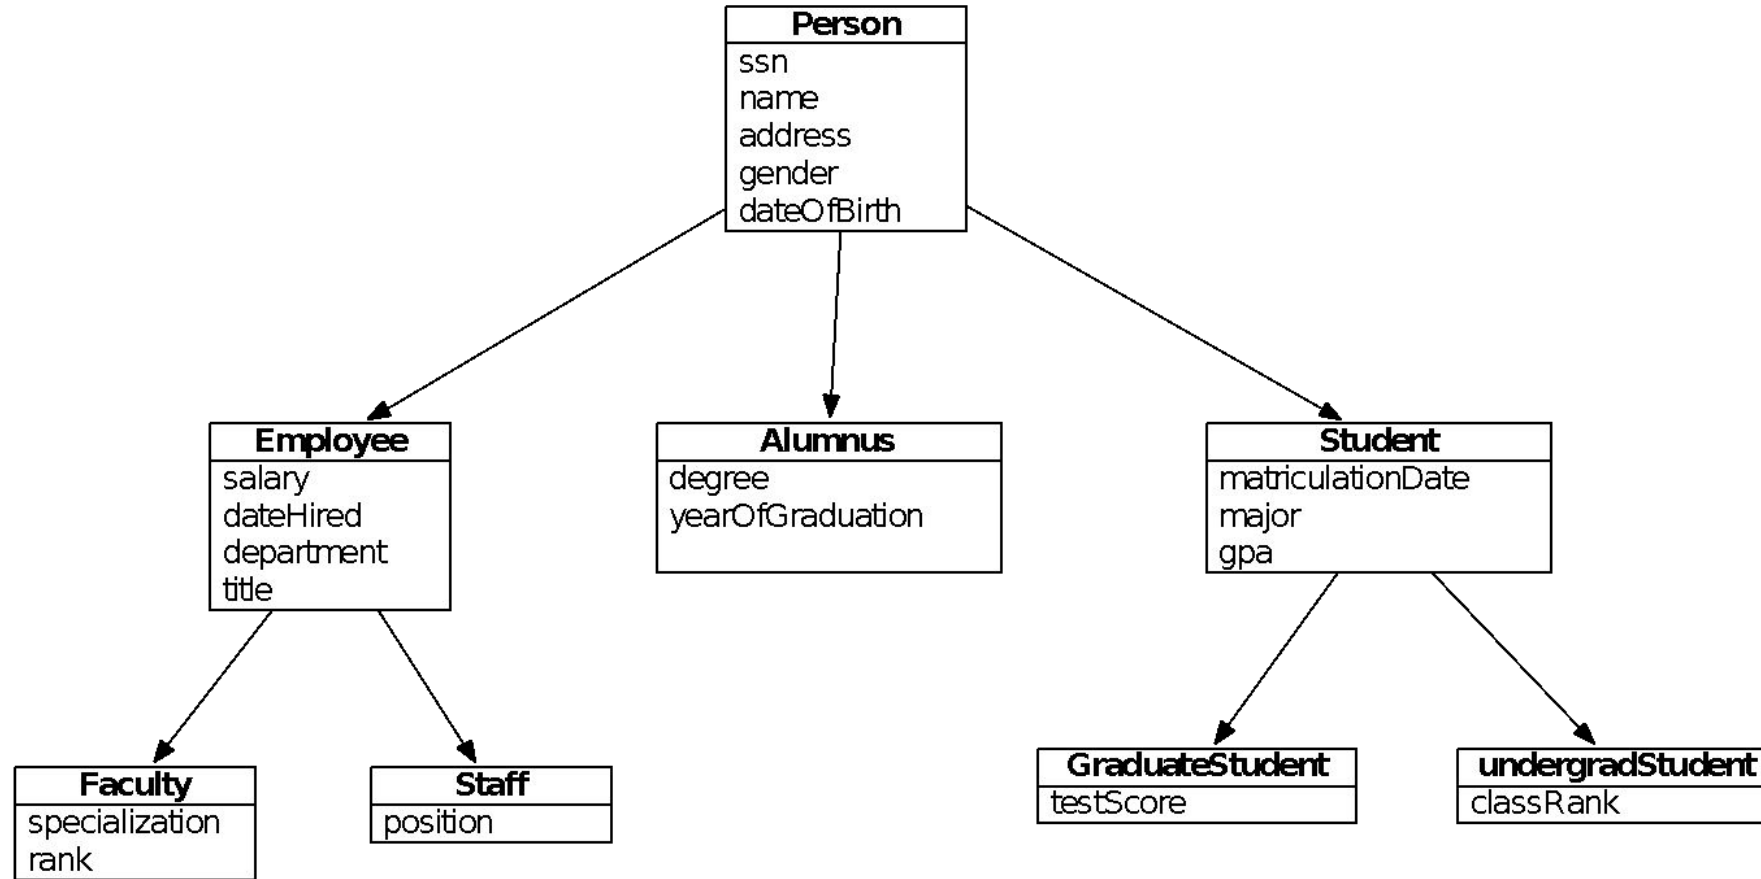 Person
ssn
name
address
gender
dateOfBirth
Employee
salary
dateHired
department
title
Alumnus
degree
yearOfGraduation
Student
matriculationDate
major
gpa
Faculty
specialization
rank
Staff
position
GraduateStudent
testScore
undergradStudent
classRank